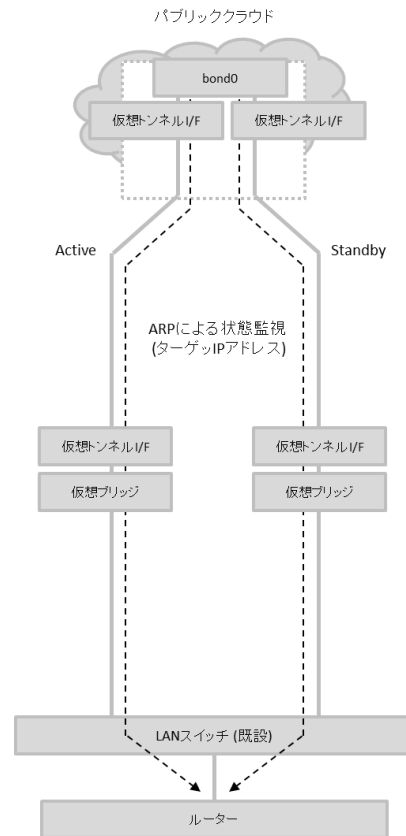 パブリッククラウド
bond0
仮想トンネルI/F
仮想トンネルI/F
Active
Standby
ARPによる状態監視
(ターゲッIPアドレス)
仮想トンネルI/F
仮想トンネルI/F
仮想ブリッジ
仮想ブリッジ
LANスイッチ (既設)
ルーター